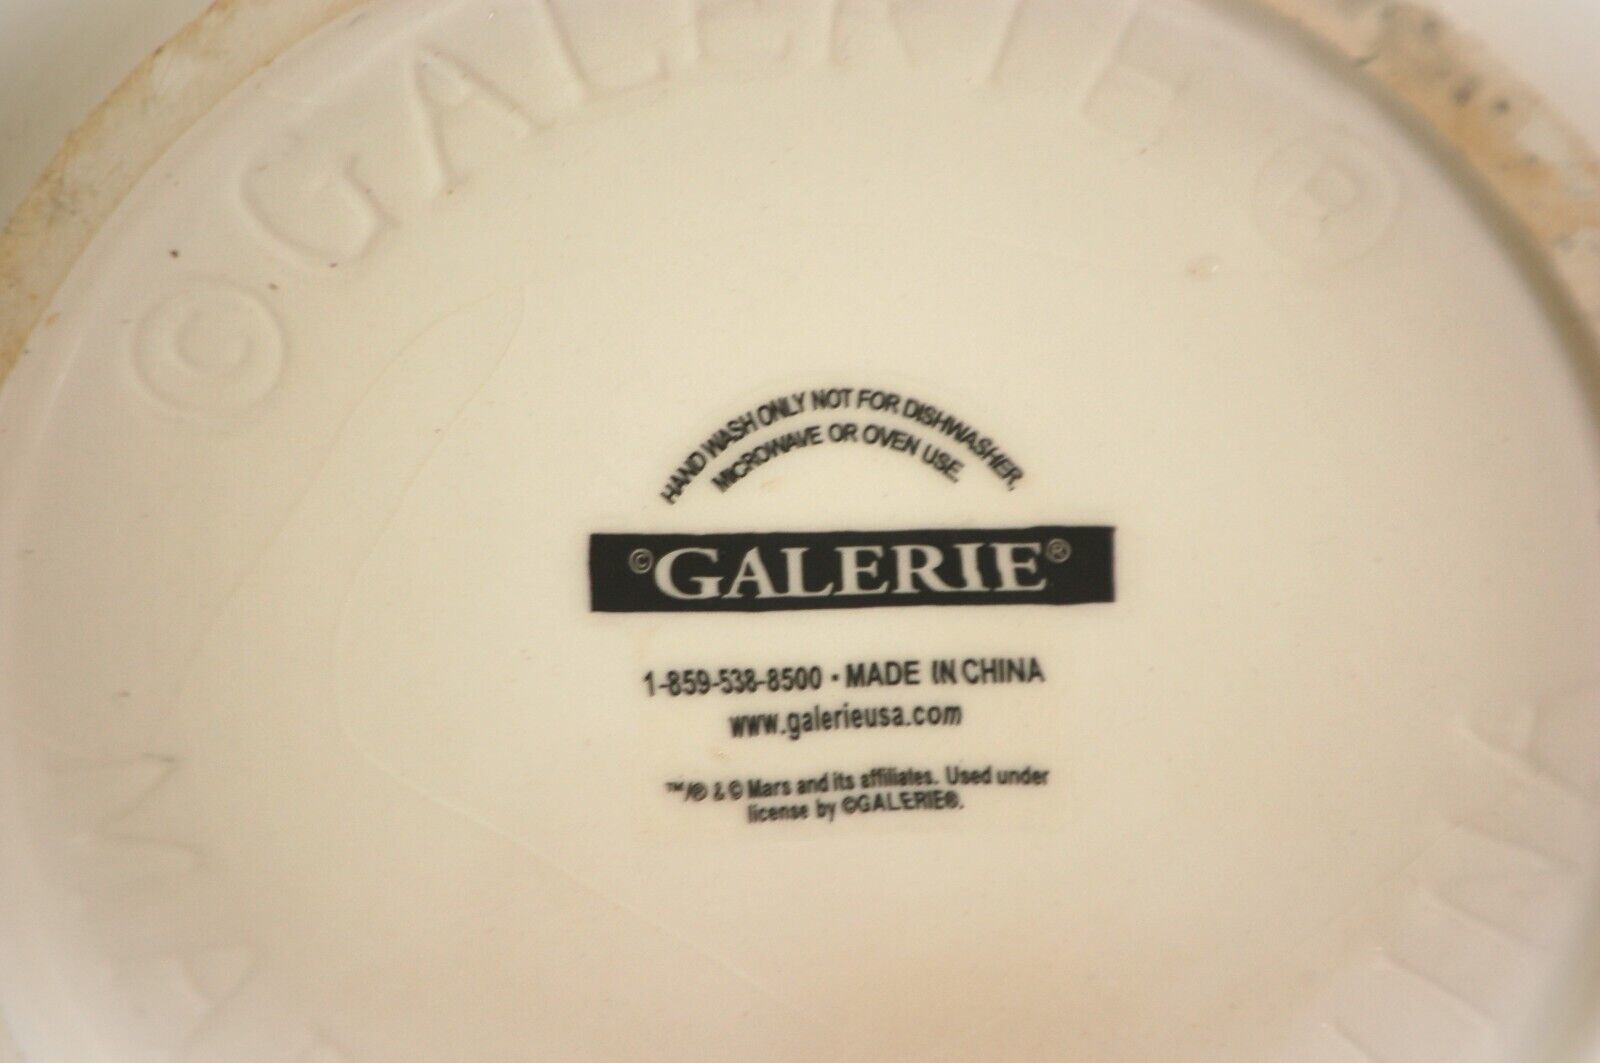 © GALERIE ®
HAND WASH ONLY NOT FOR DISHWASHER,
MICROWAVE OR OVEN USE.
©GALERIE®
1-859-538-8500 • MADE IN CHINA
www.galerieusa.com
™/® & © Mars and its affiliates. Used under
license by ©GALERIE®.